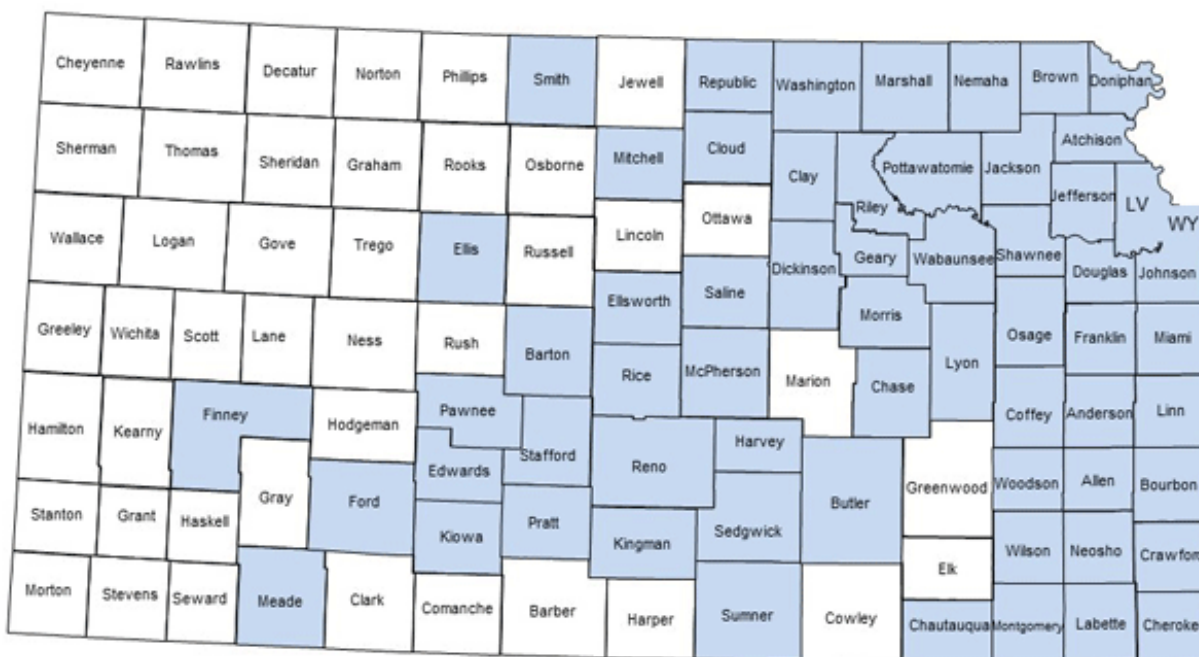 Cheyenne
Rawlins
Decatur
Norton
Phillips
Smith
Jewell
Republic
Washington
Marshall
Nemaha
Brown
Doniphan
Sherman
Thomas
Sheridan
Graham
Rooks
Osborne
Mitchell
Cloud
Clay
Riley
Pottawatomie
Jackson
Atchison
Jefferson
LV
WY
Wallace
Logan
Gove
Trego
Ellis
Russell
Lincoln
Ottawa
Dickinson
Geary
Wabaunsee
Shawnee
Douglas
Johnson
Greeley
Wichita
Scott
Lane
Ness
Rush
Barton
Ellsworth
Saline
Morris
Lyon
Osage
Franklin
Miami
Rice
McPherson
Marion
Chase
Hamilton
Kearny
Finney
Hodgeman
Pawnee
Stafford
Edwards
Reno
Harvey
Butler
Greenwood
Coffey
Anderson
Linn
Stanton
Grant
Haskell
Gray
Ford
Kiowa
Pratt
Kingman
Sedgwick
Woodson
Allen
Bourbon
Morton
Stevens
Seward
Meade
Clark
Comanche
Barber
Harper
Sumner
Cowley
Elk
Chautauqua
Wilson
Neosho
Crawfor
Montgomery
Labette
Cheroke